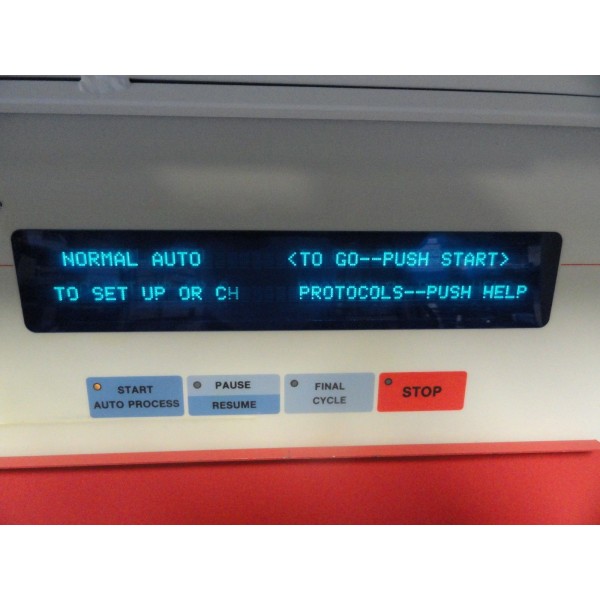 NORMAL AUTO <TO GO--PUSH START>
TO SET UP OR CH PROTOCOLS--PUSH HELP
START
AUTO PROCESS
PAUSE
RESUME
FINAL
CYCLE
STOP